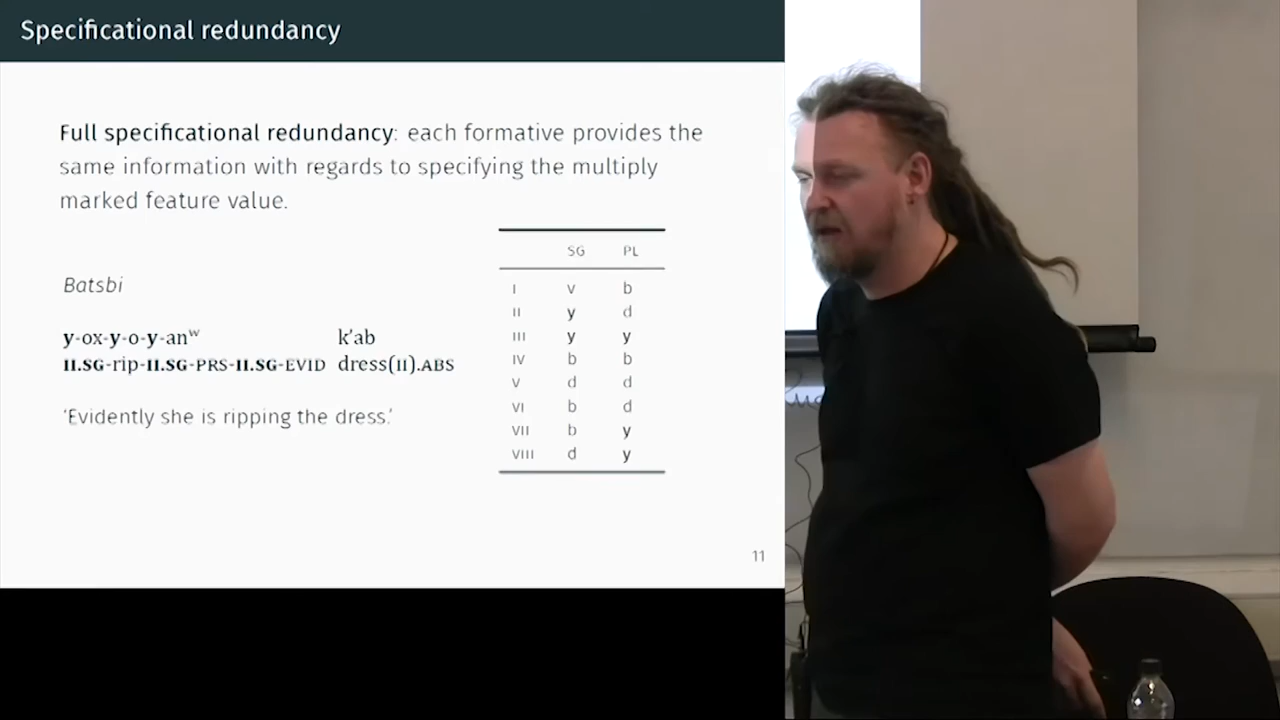 Specificational redundancy
Full specificational redundancy: each formative provides the
same information with regards to specifying the multiply
marked feature value.
Batsbi
y-ox-y-o-y-anʷ k'ab
II.SG-rip-II.SG-PRS-II.SG-EVID dress(II).ABS
'Evidently she is ripping the dress.'
SG PL
I v b
II y d
III y y
IV b b
V d d
VI b d
VII b y
VIII d y
11